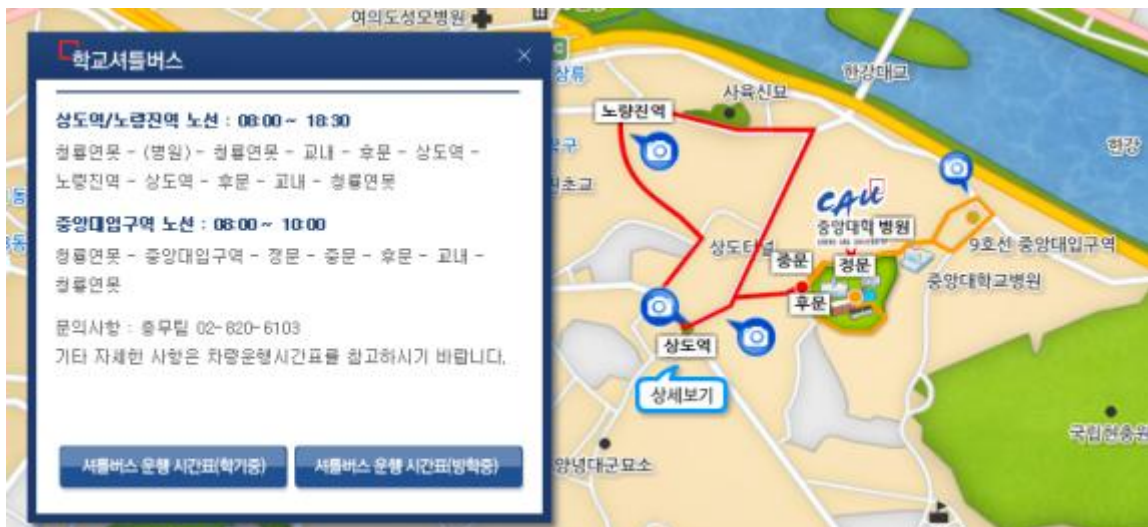 학교셔틀버스
상도역/노량진역 노선 : 08:00 ~ 18:30
청룡연못 - (병원) - 청룡연못 - 교내 - 후문 - 상도역 -
노량진역 - 상도역 - 후문 - 교내 - 청룡연못
중앙대입구역 노선 : 08:00 ~ 10:00
청룡연못 - 중앙대입구역 - 정문 - 중문 - 후문 - 교내 -
청룡연못
문의사항 : 총무팀 02-820-6103
기타 자세한 사항은 차량운행시간표를 참고하시기 바랍니다.
셔틀버스 운행 시간표(학기중)
셔틀버스 운행 시간표(방학중)
여의도성모병원
상류
노량진역
사육신묘
한강대교
한강
초교
CAU
중앙대학
병원
상도터널
중문
정문
후문
9호선 중앙대입구역
중앙대학교병원
상도역
상세보기
양녕대군묘소
국립현충원